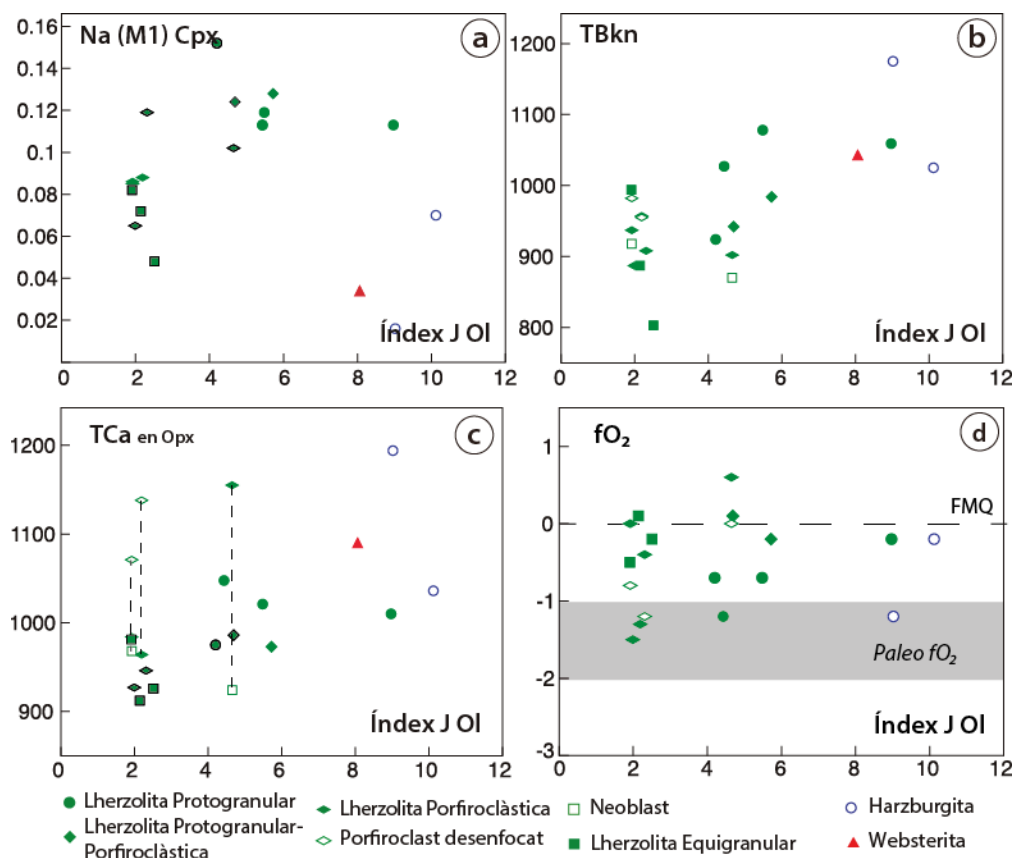 Na (M1) Cpx
a
0.16
0.14
0.12
0.1
0.08
0.06
0.04
0.02
Índex J Ol
0 2 4 6 8 10 12
TBkn
b
1200
1100
1000
900
800
Índex J Ol
0 2 4 6 8 10 12
TCa en Opx
c
1200
1100
1000
900
Índex J Ol
0 2 4 6 8 10 12
fO2
d
1
0
-1
-2
-3
FMQ
Paleo fO2
Índex J Ol
0 2 4 6 8 10 12
Lherzolita Protogranular
Lherzolita Protogranular-
Porfiroclàstica
Lherzolita Porfiroclàstica
Porfiroclast desenfocat
Neoblast
Lherzolita Equigranular
Harzburgita
Websterita